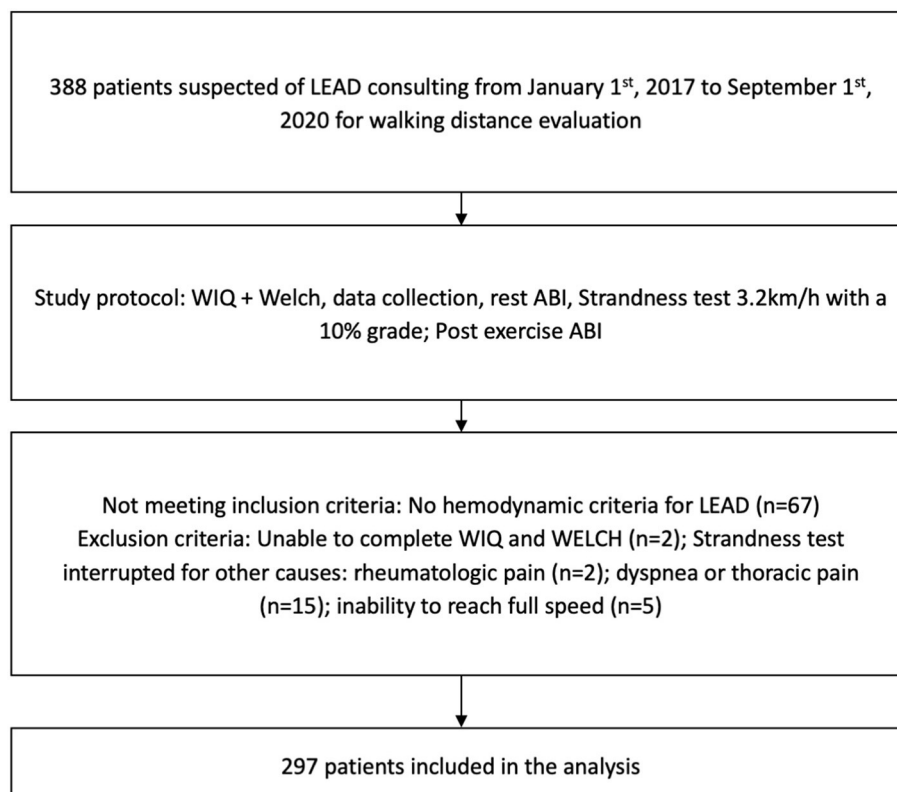 388 patients suspected of LEAD consulting from January 1st, 2017 to September 1st,
2020 for walking distance evaluation
Study protocol: WIQ + Welch, data collection, rest ABI, Strandness test 3.2km/h with a
10% grade; Post exercise ABI
Not meeting inclusion criteria: No hemodynamic criteria for LEAD (n=67)
Exclusion criteria: Unable to complete WIQ and WELCH (n=2); Strandness test
interrupted for other causes: rheumatologic pain (n=2); dyspnea or thoracic pain
(n=15); inability to reach full speed (n=5)
297 patients included in the analysis